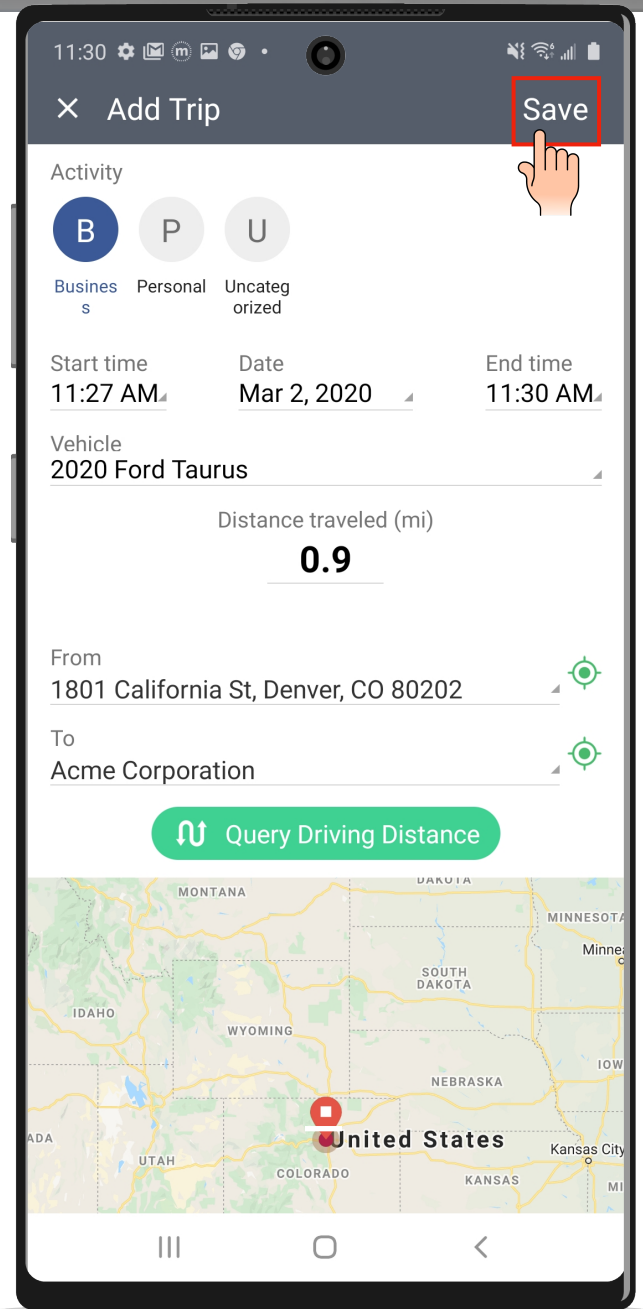 11:30
Add Trip
Save
Activity
B
P
U
Busines
s
Personal
Uncateg
orized
Start time
Date
End time
11:27 AM
Mar 2, 2020
11:30 AM
Vehicle
2020 Ford Taurus
Distance traveled (mi)
0.9
From
1801 California St, Denver, CO 80202
To
Acme Corporation
Query Driving Distance
DAKOTA
MONTANA
MINNESOTA
Minnea
SOUTH
DAKOTA
IDAHO
WYOMING
IOW
NEBRASKA
ADA
United States
UTAH
Kansas City
COLORADO
KANSAS
MI